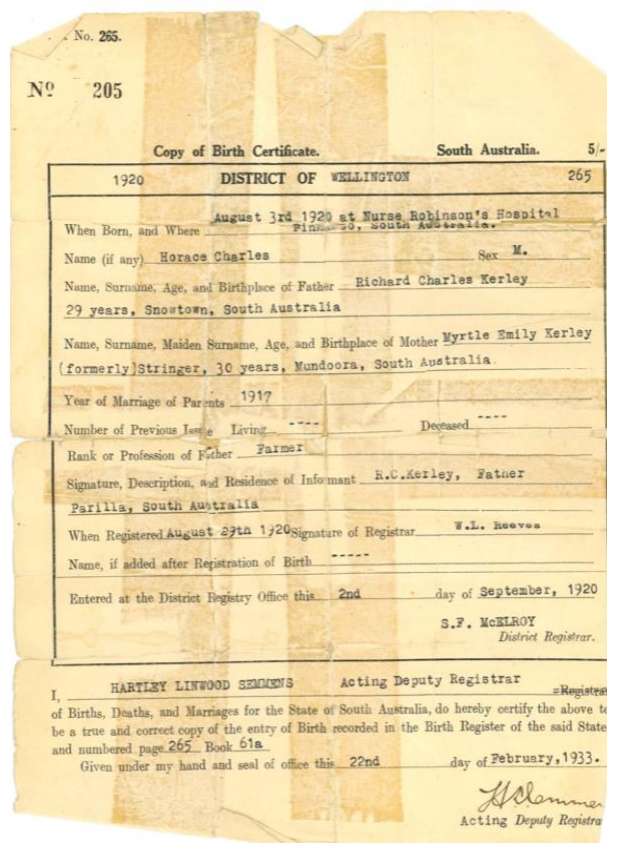 No. 265.
Nº 205
Copy of Birth Certificate. South Australia. 5/-
1920 DISTRICT OF WELLINGTON 265
August 3rd 1920 at Nurse Robinson's Hospital
When Born, and Where South Australia.
Name (if any) Horace Charles Sex M.
Name, Surname, Age, and Birthplace of Father Richard Charles Kerley
29 years, Snowtown, South Australia
Name, Surname, Maiden Surname, Age, and Birthplace of Mother Myrtle Emily Kerley
(formerly)Stringer, 30 years, Mundoora, South Australia.
Year of Marriage of Parents 1917
Number of Previous Issue Living ---- Deceased ----
Rank or Profession of Father Farmer
Signature, Description, and Residence of Informant R.C.Kerley, Father
Parilla, South Australia
When Registered August 29th 1920 Signature of Registrar W.L. Reeves
Name, if added after Registration of Birth -----
Entered at the District Registry Office this 2nd day of September, 1920
S.F. McELROY
District Registrar.
I, HARTLEY LINWOOD SEMMENS Acting Deputy Registrar =Registra
of Births, Deaths, and Marriages for the State of South Australia, do hereby certify the above to
be a true and correct copy of the entry of Birth recorded in the Birth Register of the said State
and numbered page 265 Book 61a
Given under my hand and seal of office this 22nd day of February,1933.
Acting Deputy Registra